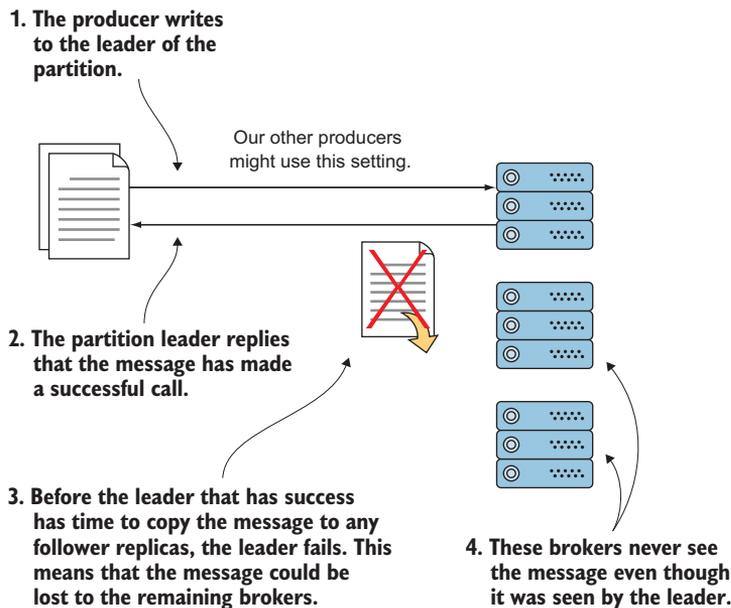 1. The producer writes
to the leader of the
partition.
Our other producers
might use this setting.
2. The partition leader replies
that the message has made
a successful call.
3. Before the leader that has success
has time to copy the message to any
follower replicas, the leader fails. This
means that the message could be
lost to the remaining brokers.
4. These brokers never see
the message even though
it was seen by the leader.